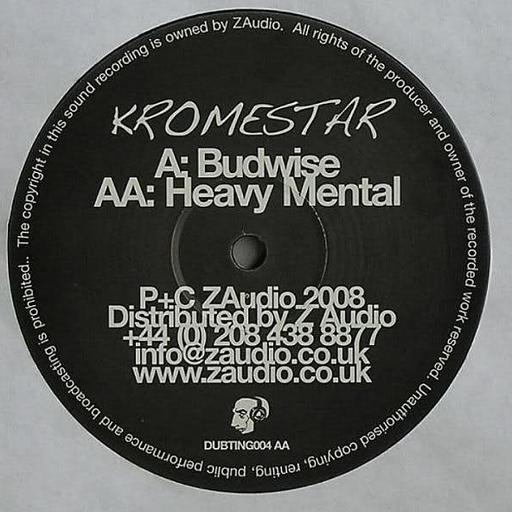 KROMESTAR
A: Budwise
AA: Heavy Mental
P+C ZAudio 2008
Distributed by Z Audio
+44 (0) 208 438 8877
info@zaudio.co.uk
www.zaudio.co.uk
DUBTING004 AA
The copyright in this sound recording is owned by ZAudio. All rights of the producer and owner of the recorded work reserved. Unauthorised copying, renting, public performance and broadcasting is prohibited..